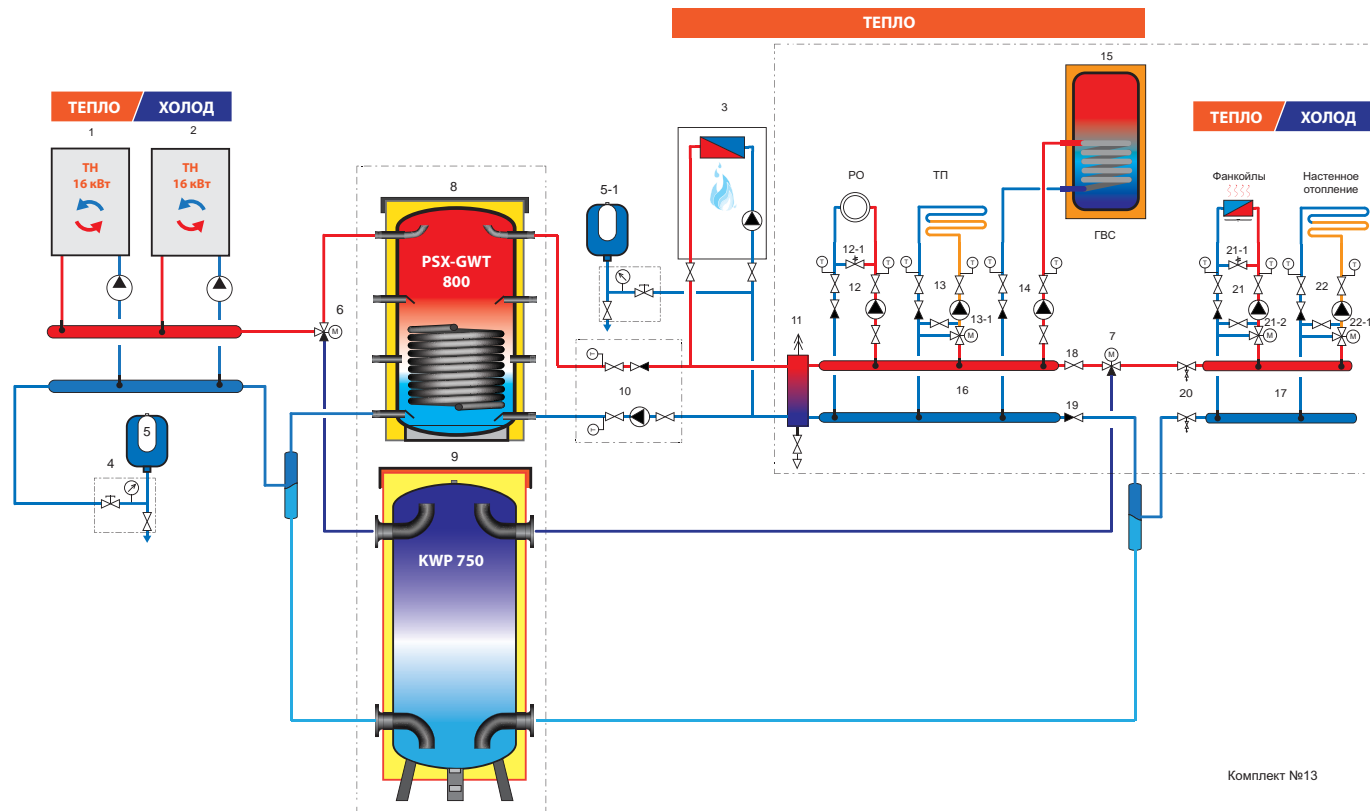 ТЕПЛО
ТЕПЛО ХОЛОД
1
2
ТН
16 кВт
ТН
16 кВт
3
15
ТЕПЛО ХОЛОД
8
5-1
РО
ТП
ГВС
Фанкойлы
Настенное
отопление
PSX-GWT
800
6
M
12-1
T
T
T
T
T
T
21-1
T
T
T
T
12
13
14
21
22
13-1
M
21-2
M
22-1
M
11
18
7
M
T
10
T
16
19
20
17
5
4
9
KWP 750
Комплект №13